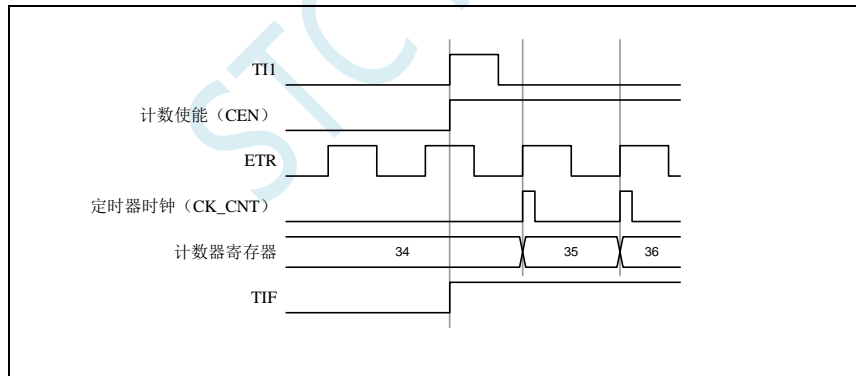 STC
TI1
计数使能（CEN）
ETR
定时器时钟（CK_CNT）
计数器寄存器
34
35
36
TIF